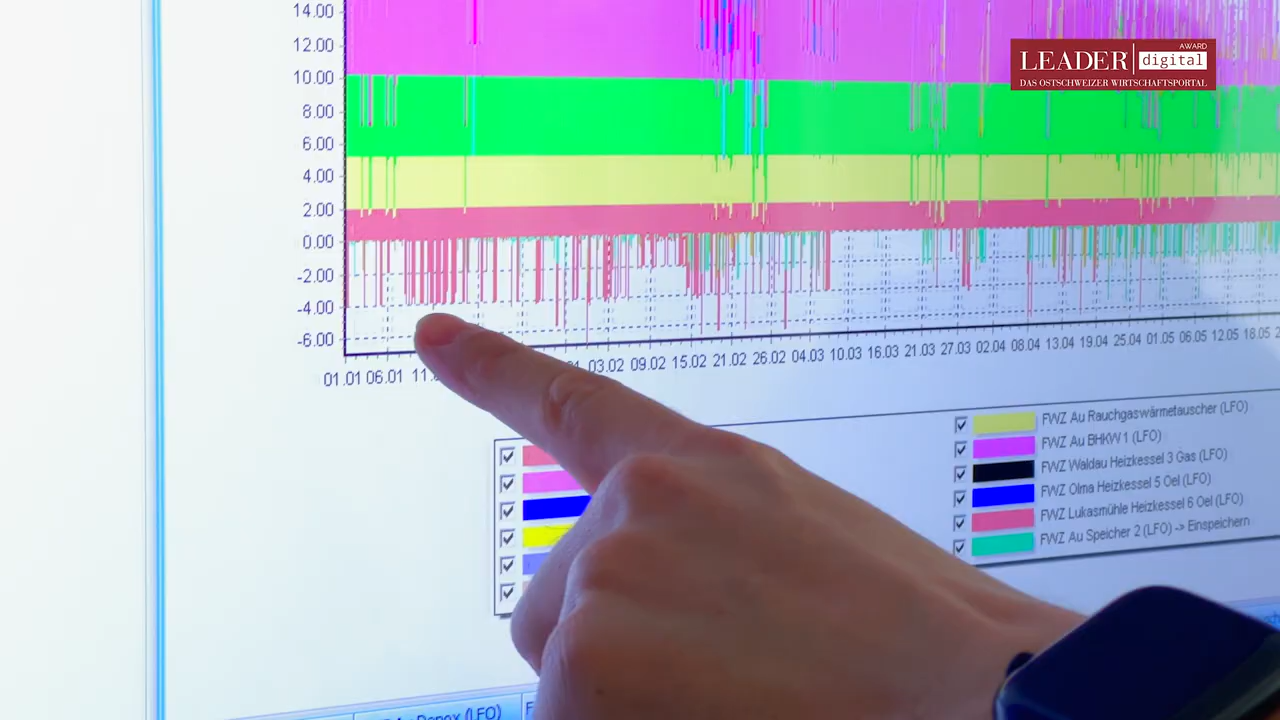 LEADER digital AWARD
DAS OSTSCHWEIZER WIRTSCHAFTSPORTAL
14.00
12.00
10.00
8.00
6.00
4.00
2.00
0.00
-2.00
-4.00
-6.00
01.01 06.01 03.02 09.02 15.02 21.02 26.02 04.03 10.03 16.03 21.03 27.03 02.04 08.04 13.04 19.04 25.04 01.05 06.05 12.05 18.05
FWZ Au Rauchgaswärmetauscher (LFO)
FWZ Au BHKW 1 (LFO)
FWZ Waldau Heizkessel 3 Gas (LFO)
FWZ Olma Heizkessel 5 Oel (LFO)
FWZ Lukasmühle Heizkessel 6 Oel (LFO)
FWZ Au Speicher 2 (LFO) -> Einspeichern
(LFO)